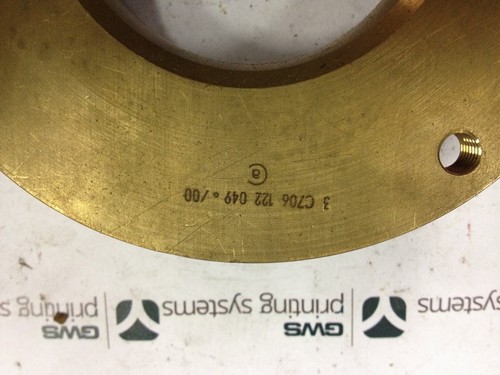 3 C706 122 049 /00
a
GWS
printing systems
systems
GWS
printing